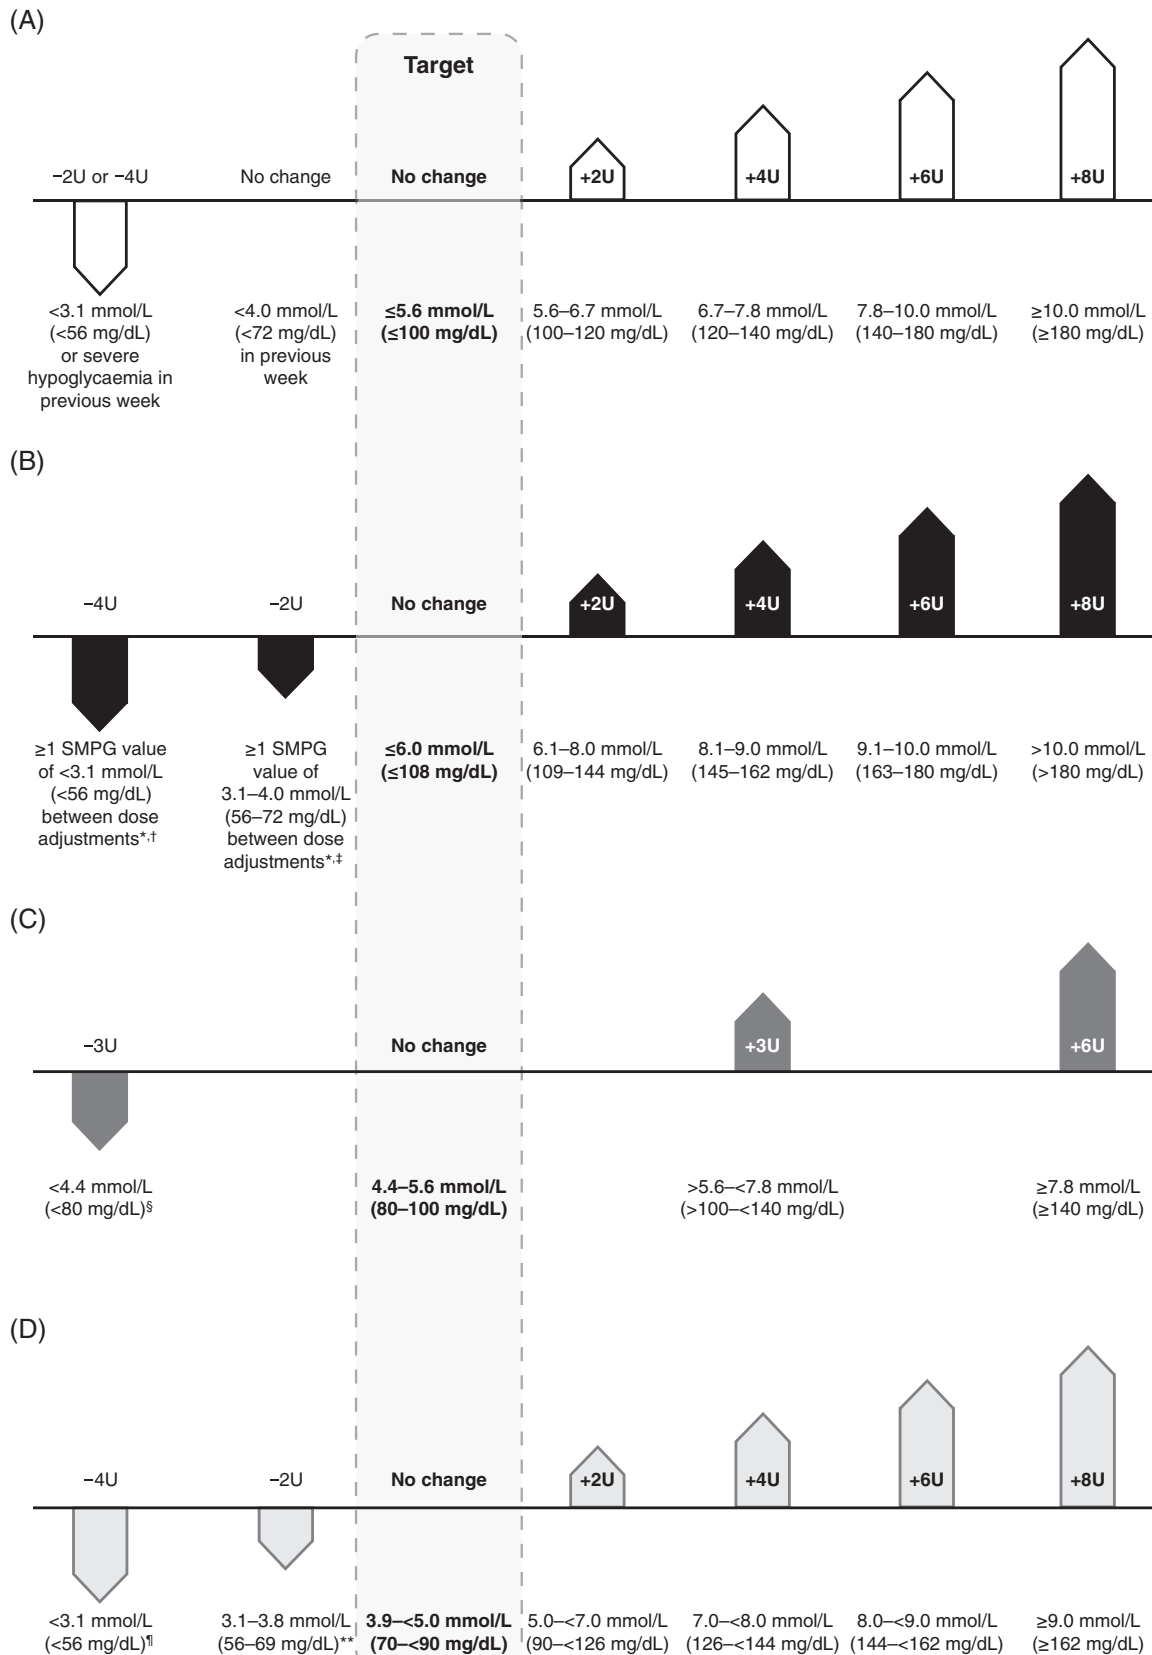 (A)
Target
−2U or −4U
No change
No change
+2U
+4U
+6U
+8U
<3.1 mmol/L
(<56 mg/dL)
or severe
hypoglycaemia in
previous week
<4.0 mmol/L
(<72 mg/dL)
in previous
week
≤5.6 mmol/L
(≤100 mg/dL)
5.6–6.7 mmol/L
(100–120 mg/dL)
6.7–7.8 mmol/L
(120–140 mg/dL)
7.8–10.0 mmol/L
(140–180 mg/dL)
≥10.0 mmol/L
(≥180 mg/dL)
(B)
−4U
−2U
No change
+2U
+4U
+6U
+8U
≥1 SMPG value
of <3.1 mmol/L
(<56 mg/dL)
between dose
adjustments*,†
≥1 SMPG
value of
3.1–4.0 mmol/L
(56–72 mg/dL)
between dose
adjustments*,‡
≤6.0 mmol/L
(≤108 mg/dL)
6.1–8.0 mmol/L
(109–144 mg/dL)
8.1–9.0 mmol/L
(145–162 mg/dL)
9.1–10.0 mmol/L
(163–180 mg/dL)
>10.0 mmol/L
(>180 mg/dL)
(C)
−3U
No change
+3U
+6U
<4.4 mmol/L
(<80 mg/dL)§
4.4–5.6 mmol/L
(80–100 mg/dL)
>5.6–<7.8 mmol/L
(>100–<140 mg/dL)
≥7.8 mmol/L
(≥140 mg/dL)
(D)
−4U
−2U
No change
+2U
+4U
+6U
+8U
<3.1 mmol/L
(<56 mg/dL)¶
3.1–3.8 mmol/L
(56–69 mg/dL)**
3.9–<5.0 mmol/L
(70–<90 mg/dL)
5.0–<7.0 mmol/L
(90–<126 mg/dL)
7.0–<8.0 mmol/L
(126–<144 mg/dL)
8.0–<9.0 mmol/L
(144–<162 mg/dL)
≥9.0 mmol/L
(≥162 mg/dL)